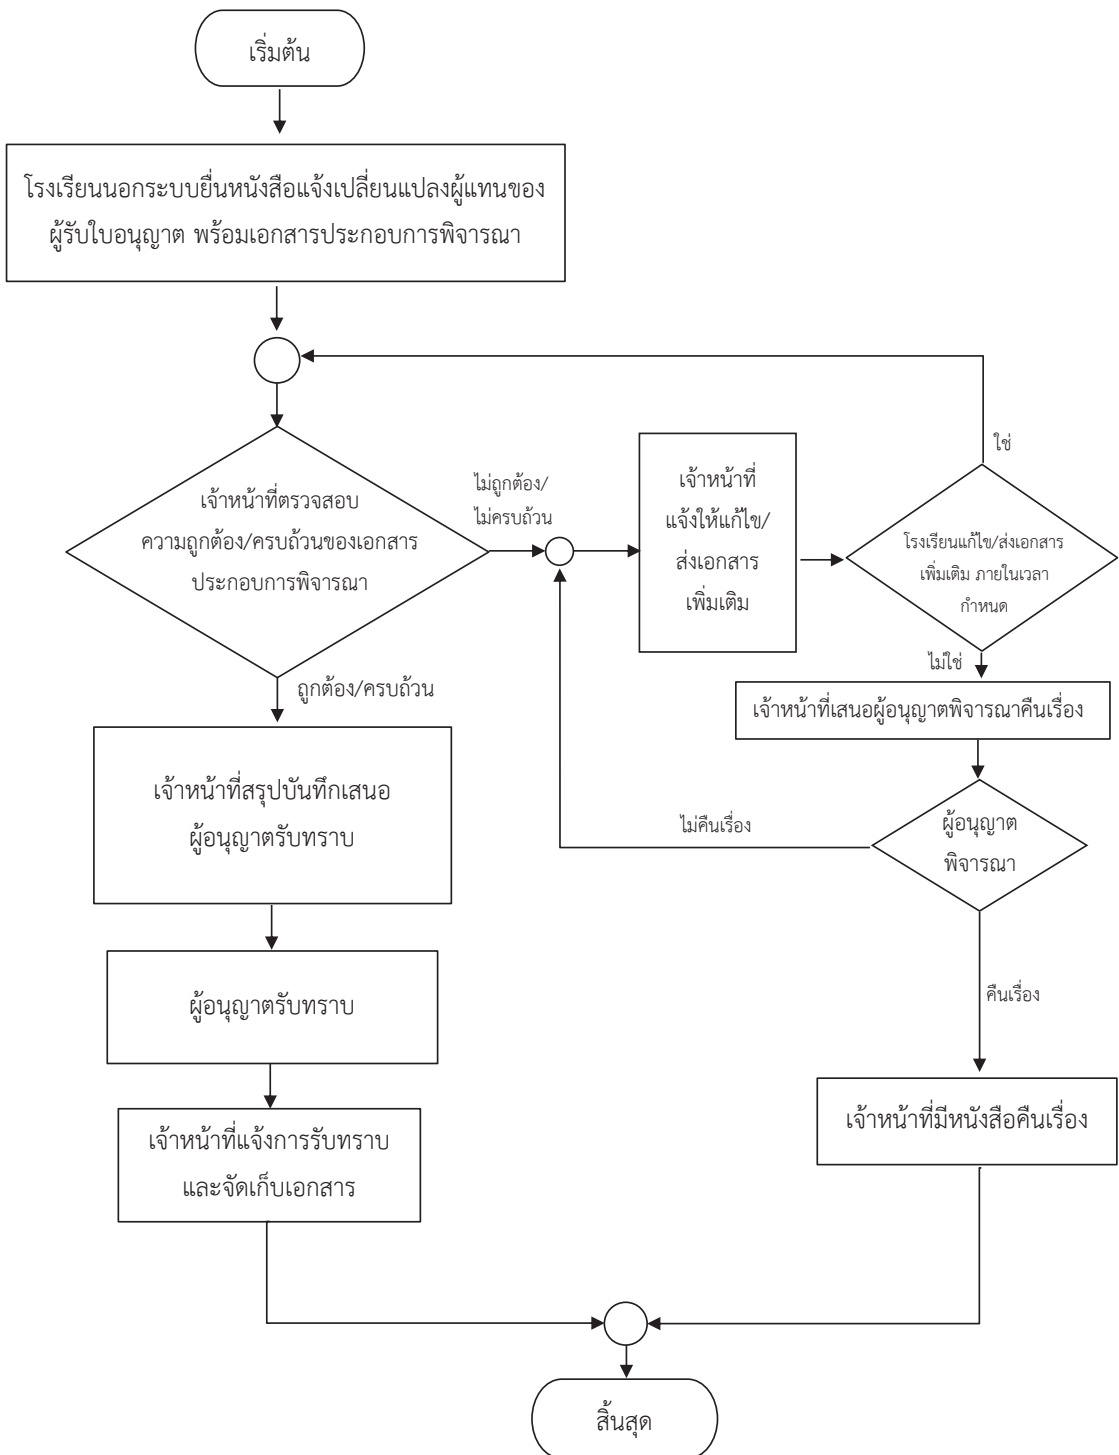 เริ่มต้น
โรงเรียนนอกระบบยื่นหนังสือแจ้งเปลี่ยนแปลงผู้แทนของ
ผู้รับใบอนุญาต พร้อมเอกสารประกอบการพิจารณา
เจ้าหน้าที่ตรวจสอบ
ความถูกต้อง/ครบถ้วนของเอกสาร
ประกอบการพิจารณา
ไม่ถูกต้อง/
ไม่ครบถ้วน
เจ้าหน้าที่
แจ้งให้แก้ไข/
ส่งเอกสาร
เพิ่มเติม
ใช่
โรงเรียนแก้ไข/ส่งเอกสาร
เพิ่มเติม ภายในเวลา
กำหนด
ไม่ใช่
เจ้าหน้าที่เสนอผู้อนุญาตพิจารณาคืนเรื่อง
ผู้อนุญาต
พิจารณา
ไม่คืนเรื่อง
คืนเรื่อง
เจ้าหน้าที่มีหนังสือคืนเรื่อง
ถูกต้อง/ครบถ้วน
เจ้าหน้าที่สรุปบันทึกเสนอ
ผู้อนุญาตรับทราบ
ผู้อนุญาตรับทราบ
เจ้าหน้าที่แจ้งการรับทราบ
และจัดเก็บเอกสาร
สิ้นสุด